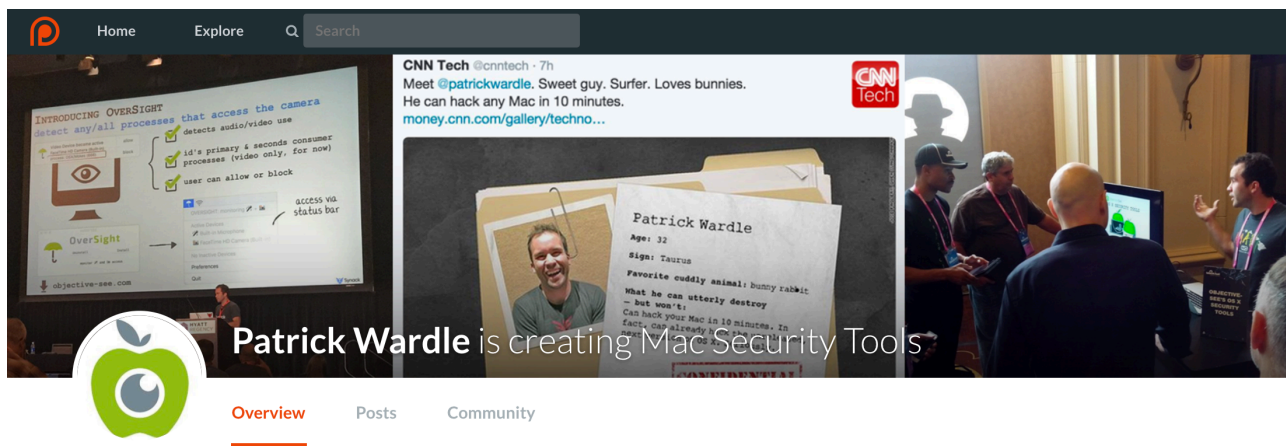 Home Explore Search
INTRODUCING OVERSIGHT
detect any/all processes that access the camera
detects audio/video use
id's primary & seconds consumer
processes (video only, for now)
user can allow or block
access via
status bar
OverSight
Preferences
Quit
objective-see.com
CNN Tech @cnntech · 7h
Meet @patrickwardle. Sweet guy. Surfer. Loves bunnies.
He can hack any Mac in 10 minutes.
money.cnn.com/gallery/techno…
CNN
Tech
Patrick Wardle
Age: 32
Sign: Taurus
Favorite cuddly animal: bunny rabbit
What he can utterly destroy
— but won't:
Can hack your Mac in 10 minutes. In
fact, can already hack the
CONFIDENTIAL
HYATT
OBJECTIVE-
SEE'S OS X
SECURITY
TOOLS
Patrick Wardle is creating Mac Security Tools
Overview Posts Community